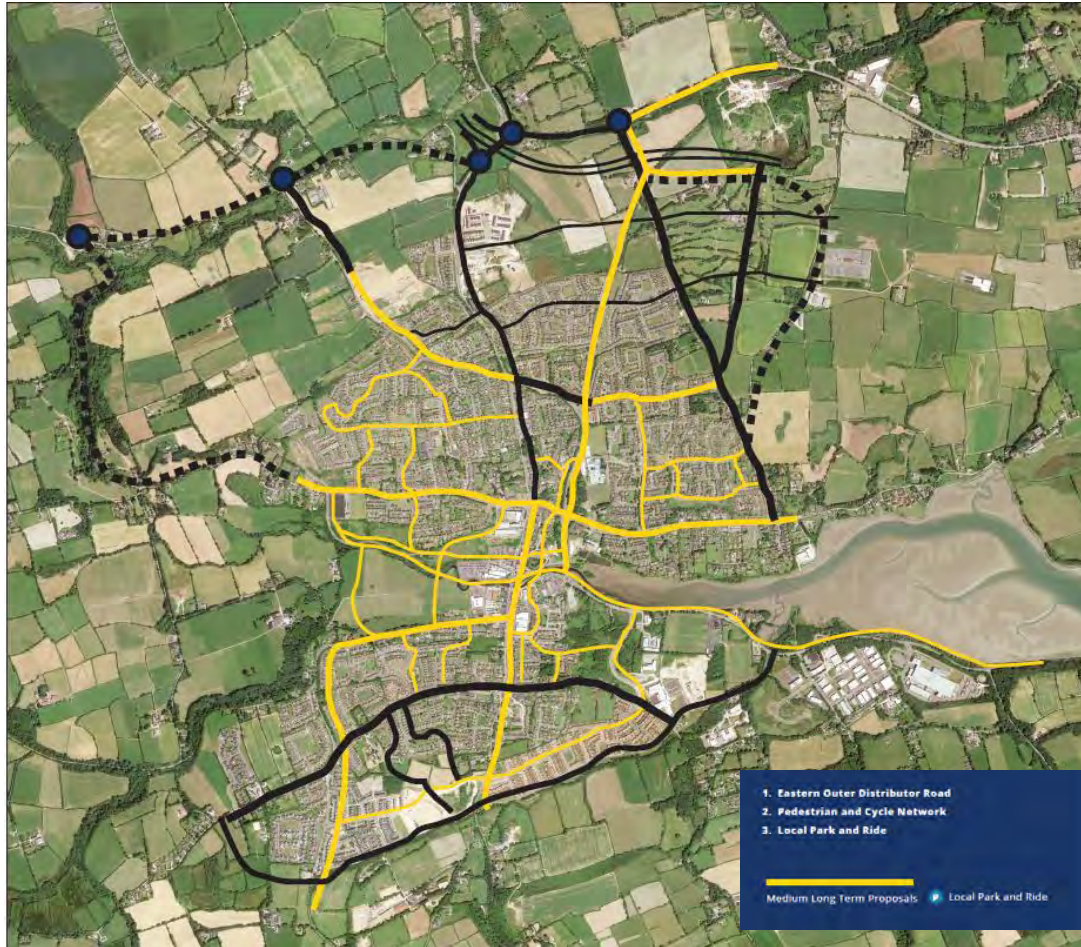 1. Eastern Outer Distributor Road
2. Pedestrian and Cycle Network
3. Local Park and Ride
Medium Long Term Proposals P Local Park and Ride